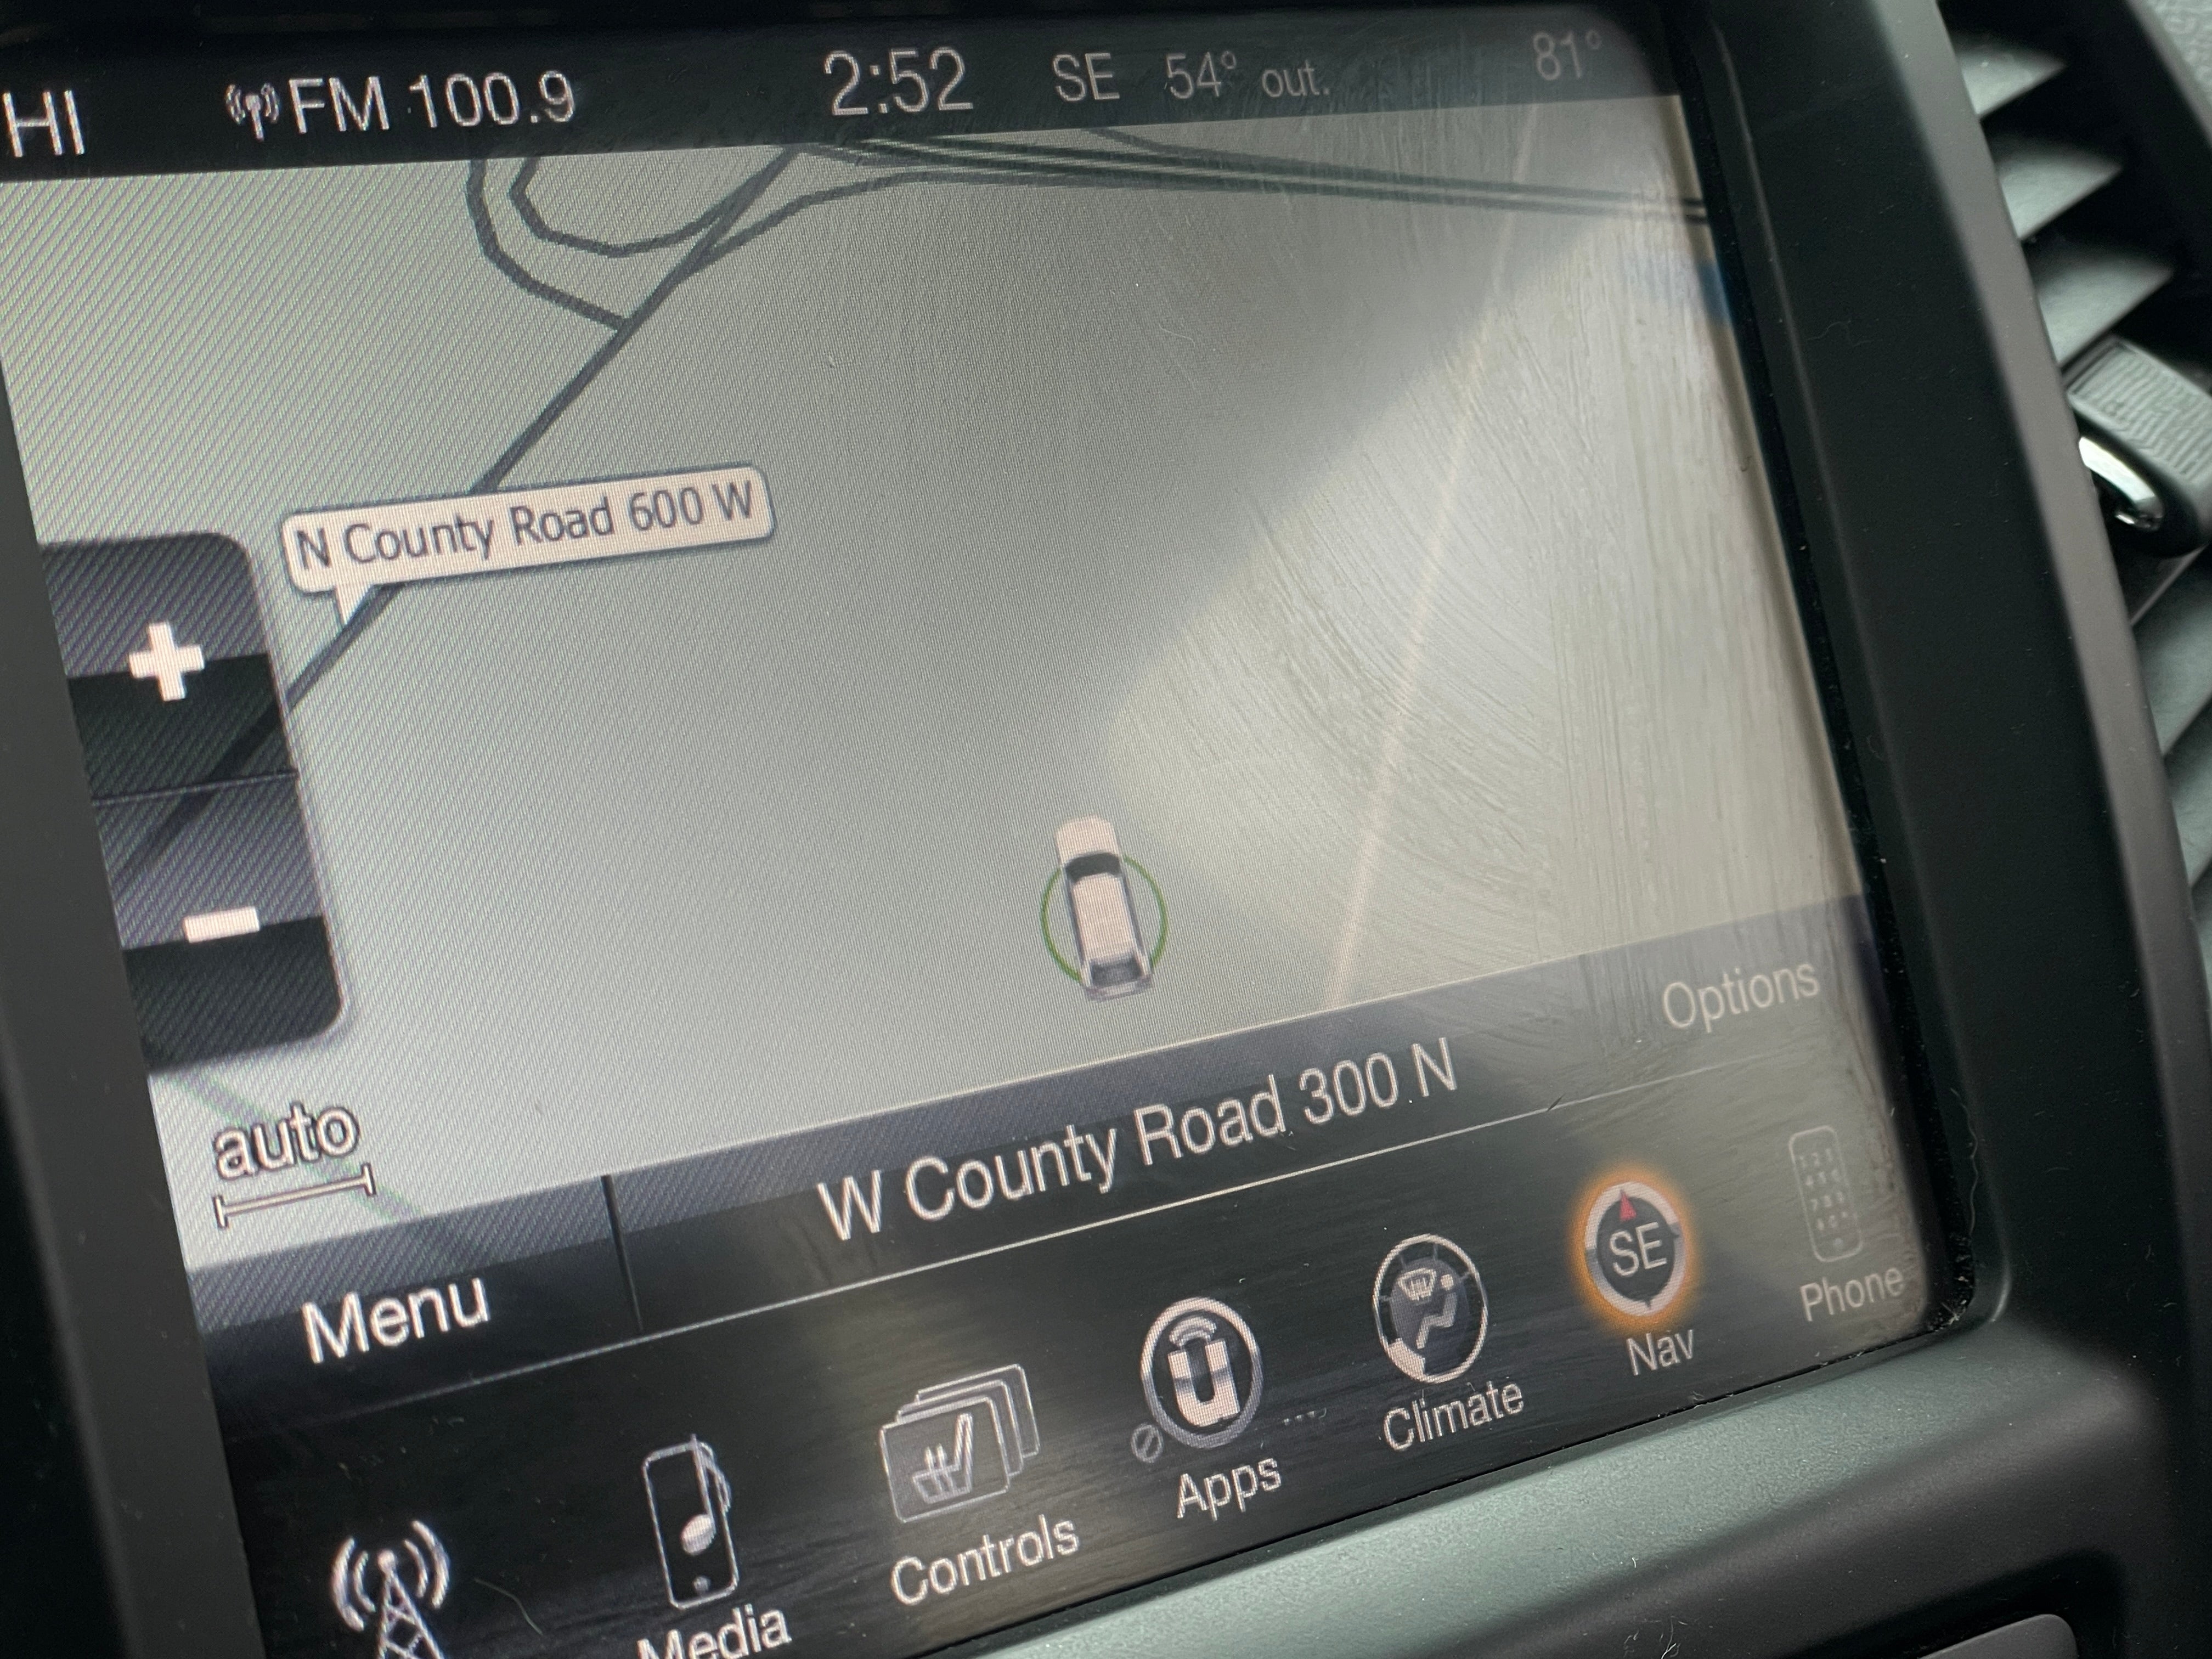 HI FM 100.9 2:52 SE 54° out. 81°
N County Road 600 W
+
-
auto
Options
W County Road 300 N
Menu
SE
U
Phone
Nav
Climate
Apps
Controls
Media